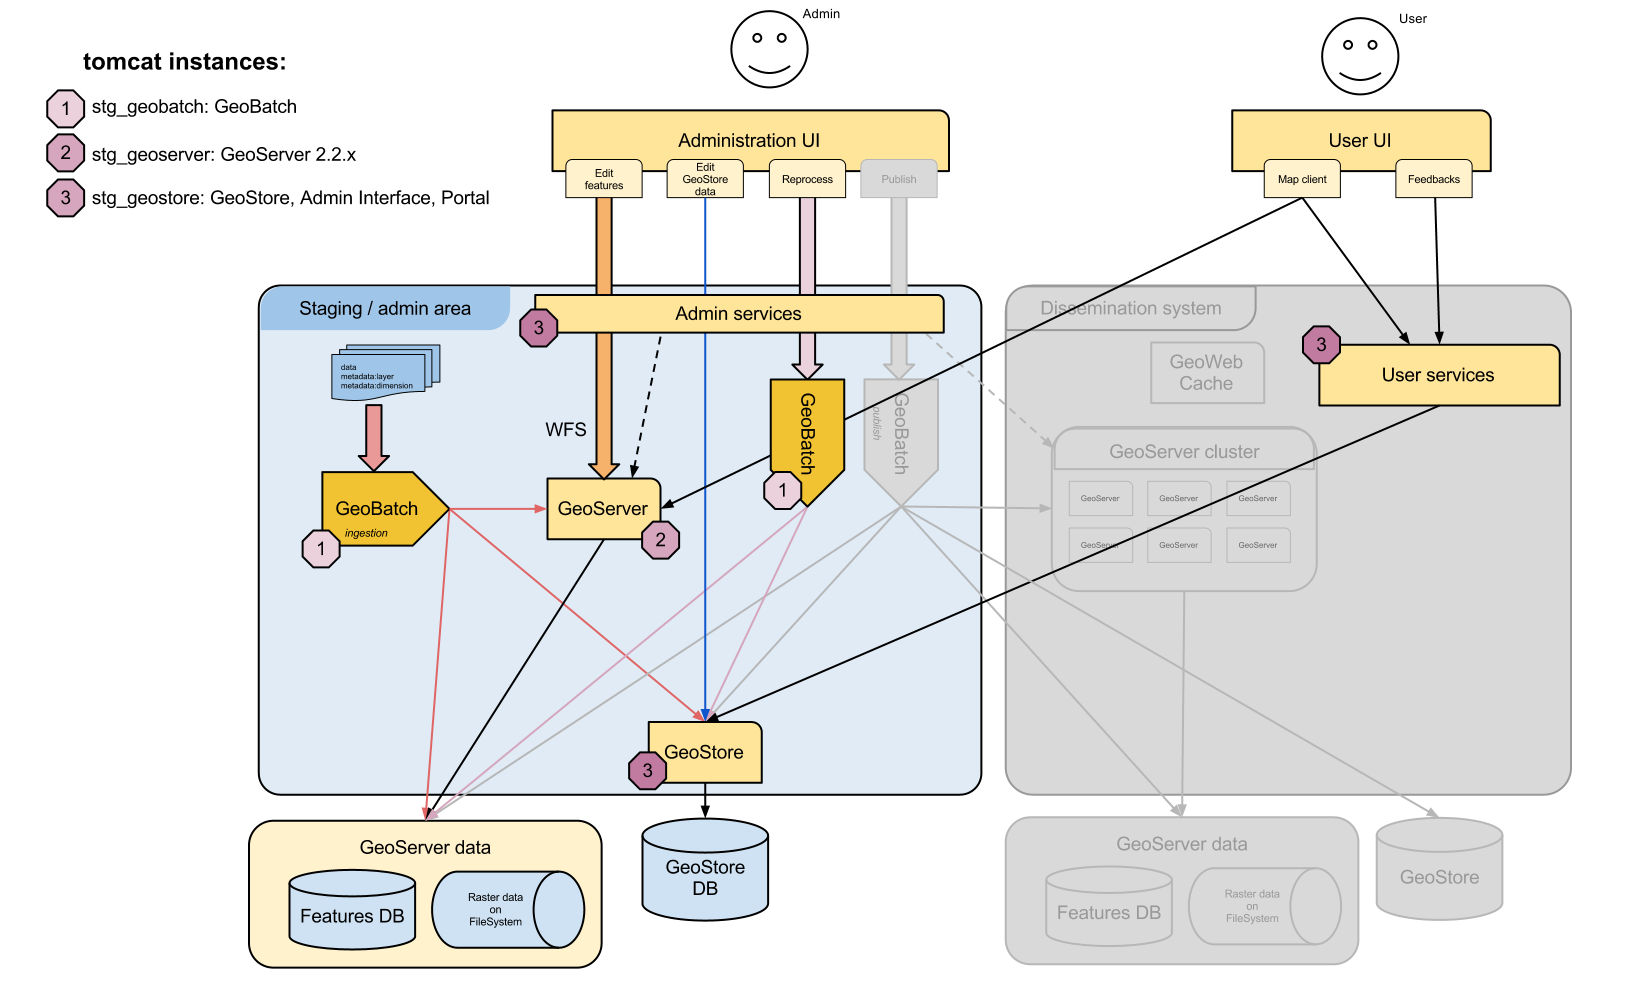 Admin
User
tomcat instances:
1
stg_geobatch: GeoBatch
2
stg_geoserver: GeoServer 2.2.x
3
stg_geostore: GeoStore, Admin Interface, Portal
Administration UI
Edit
features
Edit
GeoStore
data
Reprocess
Publish
User UI
Map client
Feedbacks
Staging / admin area
Admin services
3
Dissemination system
data
metadata:layer
metadata:dimension
GeoWeb
Cache
3
User services
WFS
GeoBatch
1
GeoBatch
publish
GeoServer cluster
GeoServer
GeoServer
GeoServer
GeoServer
GeoServer
GeoServer
GeoBatch
ingestion
1
GeoServer
2
GeoStore
3
GeoServer data
Features DB
Raster data
on
FileSystem
GeoStore
DB
GeoServer data
Features DB
Raster data
on
FileSystem
GeoStore